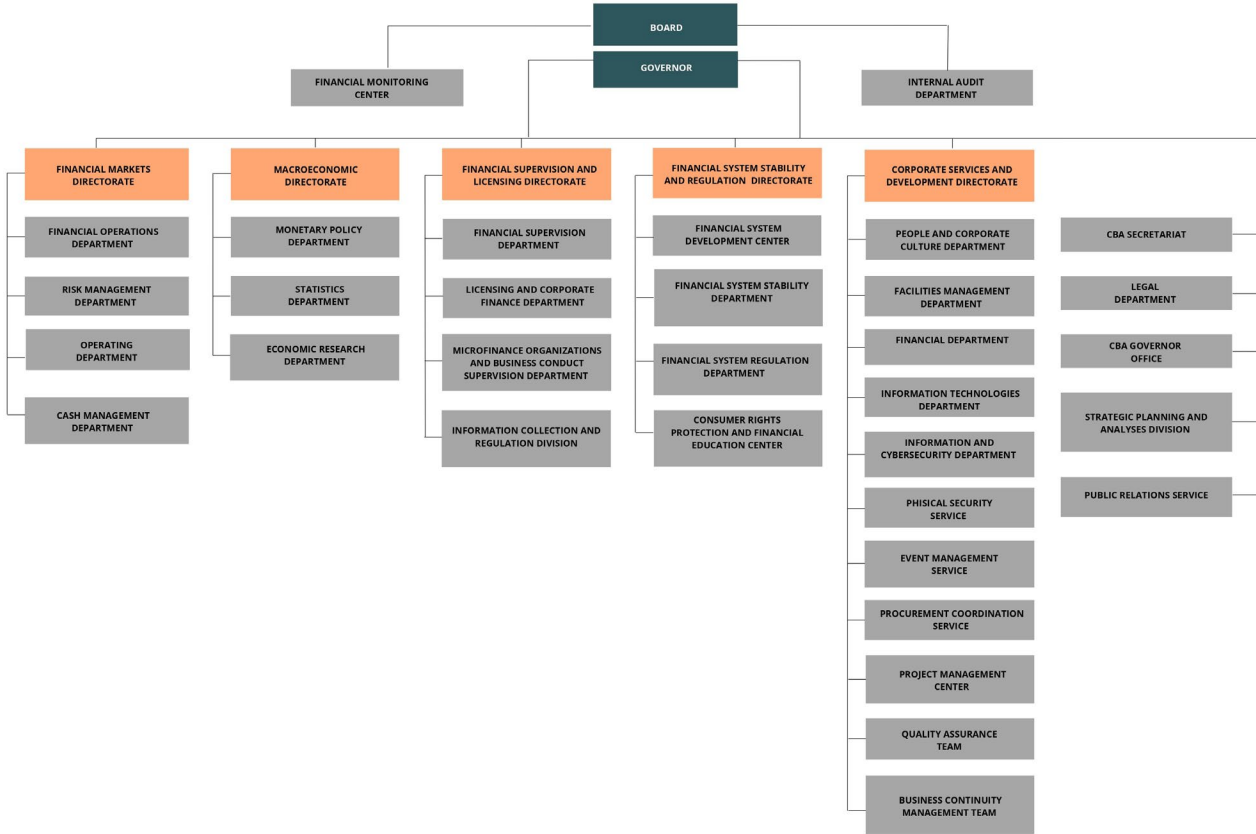 BOARD
GOVERNOR
FINANCIAL MONITORING
CENTER
INTERNAL AUDIT
DEPARTMENT
FINANCIAL MARKETS
DIRECTORATE
FINANCIAL OPERATIONS
DEPARTMENT
RISK MANAGEMENT
DEPARTMENT
OPERATING
DEPARTMENT
CASH MANAGEMENT
DEPARTMENT
MACROECONOMIC
DIRECTORATE
MONETARY POLICY
DEPARTMENT
STATISTICS
DEPARTMENT
ECONOMIC RESEARCH
DEPARTMENT
FINANCIAL SUPERVISION AND
LICENSING DIRECTORATE
FINANCIAL SUPERVISION
DEPARTMENT
LICENSING AND CORPORATE
FINANCE DEPARTMENT
MICROFINANCE ORGANIZATIONS
AND BUSINESS CONDUCT
SUPERVISION DEPARTMENT
INFORMATION COLLECTION AND
REGULATION DIVISION
FINANCIAL SYSTEM STABILITY
AND REGULATION DIRECTORATE
FINANCIAL SYSTEM
DEVELOPMENT CENTER
FINANCIAL SYSTEM STABILITY
DEPARTMENT
FINANCIAL SYSTEM REGULATION
DEPARTMENT
CONSUMER RIGHTS
PROTECTION AND FINANCIAL
EDUCATION CENTER
CORPORATE SERVICES AND
DEVELOPMENT DIRECTORATE
PEOPLE AND CORPORATE
CULTURE DEPARTMENT
FACILITIES MANAGEMENT
DEPARTMENT
FINANCIAL DEPARTMENT
INFORMATION TECHNOLOGIES
DEPARTMENT
INFORMATION AND
CYBERSECURITY DEPARTMENT
PHISICAL SECURITY
SERVICE
EVENT MANAGEMENT
SERVICE
PROCUREMENT COORDINATION
SERVICE
PROJECT MANAGEMENT
CENTER
QUALITY ASSURANCE
TEAM
BUSINESS CONTINUITY
MANAGEMENT TEAM
CBA SECRETARIAT
LEGAL
DEPARTMENT
CBA GOVERNOR
OFFICE
STRATEGIC PLANNING AND
ANALYSES DIVISION
PUBLIC RELATIONS SERVICE